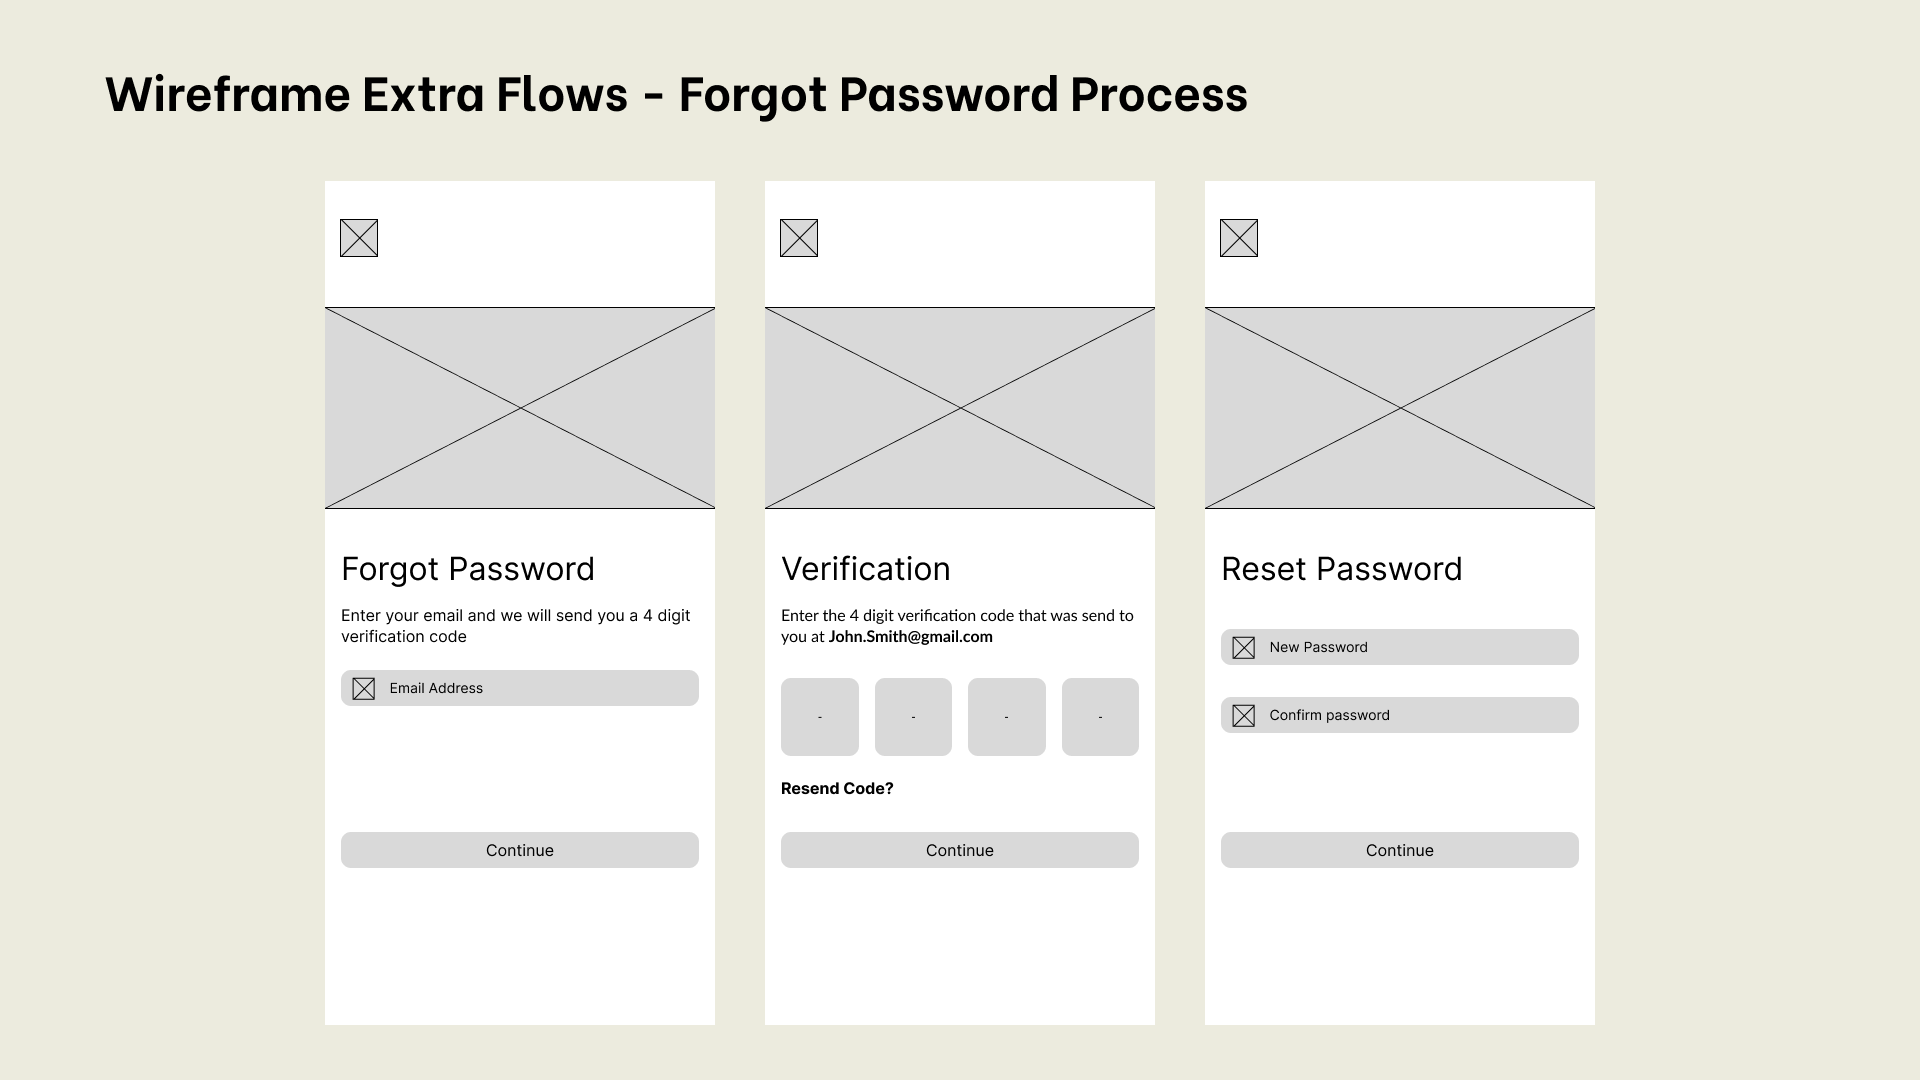 Wireframe Extra Flows - Forgot Password Process
Forgot Password
Enter your email and we will send you a 4 digit
verification code
Email Address
Continue
Verification
Enter the 4 digit verification code that was send to
you at John.Smith@gmail.com
- - - -
Resend Code?
Continue
Reset Password
New Password
Confirm password
Continue